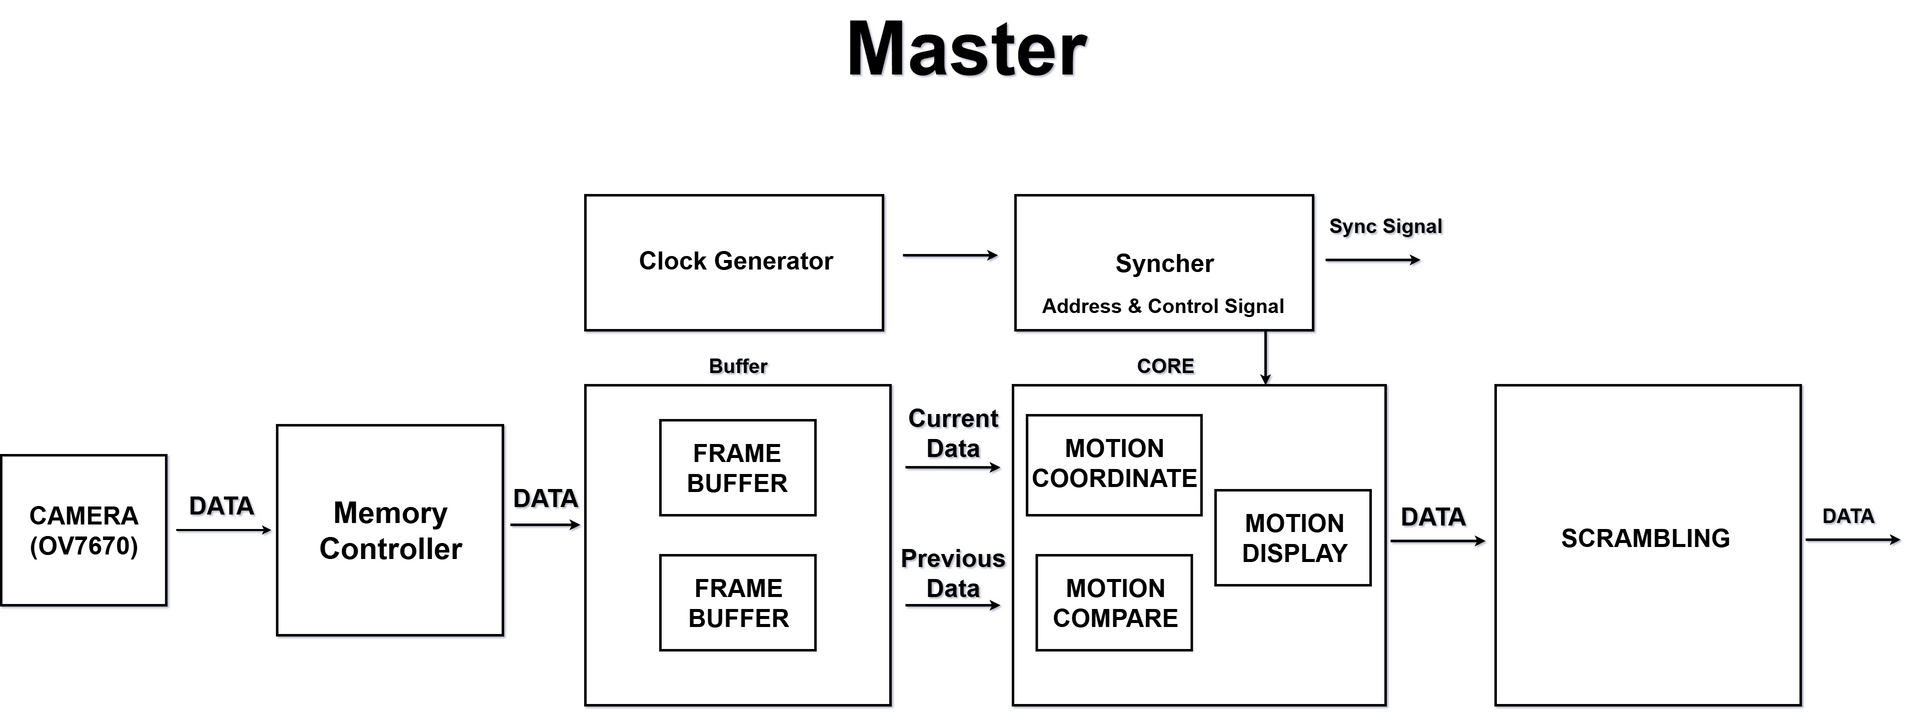 Master
Clock Generator
Syncher
Address & Control Signal
Sync Signal
Buffer
CORE
CAMERA
(OV7670)
DATA
Memory
Controller
DATA
FRAME
BUFFER
FRAME
BUFFER
Current
Data
Previous
Data
MOTION
COORDINATE
MOTION
DISPLAY
MOTION
COMPARE
DATA
SCRAMBLING
DATA